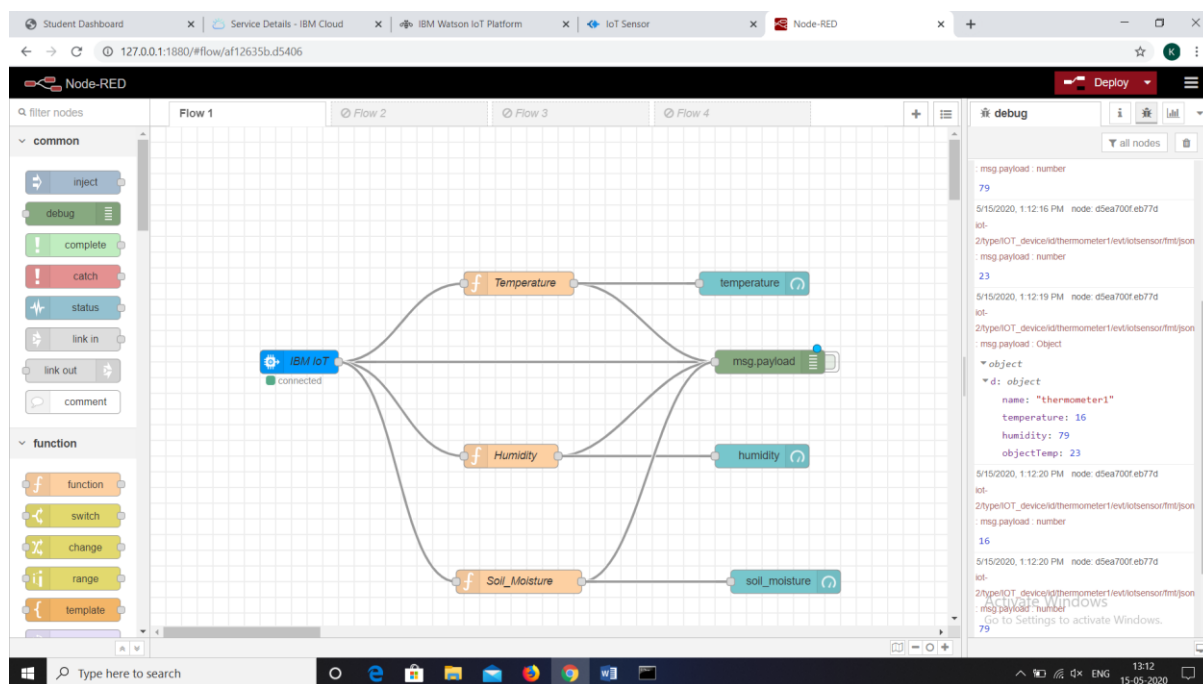 Student Dashboard
Service Details - IBM Cloud
IBM Watson IoT Platform
IoT Sensor
Node-RED
127.0.0.1:1880/#flow/af12635b.d5406
K
Node-RED
Deploy
filter nodes
common
inject
debug
complete
catch
status
link in
link out
comment
function
function
switch
change
range
template
Flow 1
Flow 2
Flow 3
Flow 4
Temperature
temperature
IBM IoT
connected
msg.payload
Humidity
humidity
Soil_Moisture
soil_moisture
debug
i
all nodes
: msg.payload : number
79
5/15/2020, 1:12:16 PM node: d5ea700f.eb77d
iot-
2/type/IOT_device/id/thermometer1/evt/iotsensor/fmt/json
: msg.payload : number
23
5/15/2020, 1:12:19 PM node: d5ea700f.eb77d
iot-
2/type/IOT_device/id/thermometer1/evt/iotsensor/fmt/json
: msg.payload : Object
object
d: object
name: "thermometer1"
temperature: 16
humidity: 79
objectTemp: 23
5/15/2020, 1:12:20 PM node: d5ea700f.eb77d
iot-
2/type/IOT_device/id/thermometer1/evt/iotsensor/fmt/json
: msg.payload : number
16
5/15/2020, 1:12:20 PM node: d5ea700f.eb77d
iot-
2/type/IOT_device/id/thermometer1/evt/iotsensor/fmt/json
: msg.payload : number
79
Activate Windows
Go to Settings to activate Windows.
Type here to search
ENG
13:12
15-05-2020